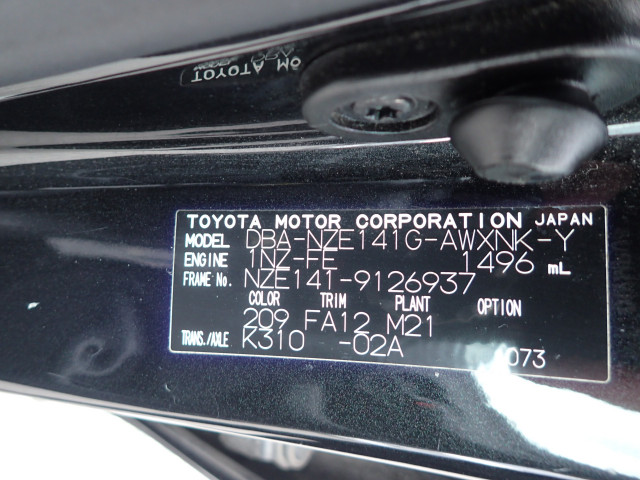 TOYOTA MOTOR CORPORATION JAPAN
MODEL DBA-NZE141G-AWXNK-Y
ENGINE 1NZ-FE 1496 mL
FRAME No. NZE141-9126937
COLOR TRIM PLANT OPTION
209 FA12 M21
TRANS./AXLE K310 -02A